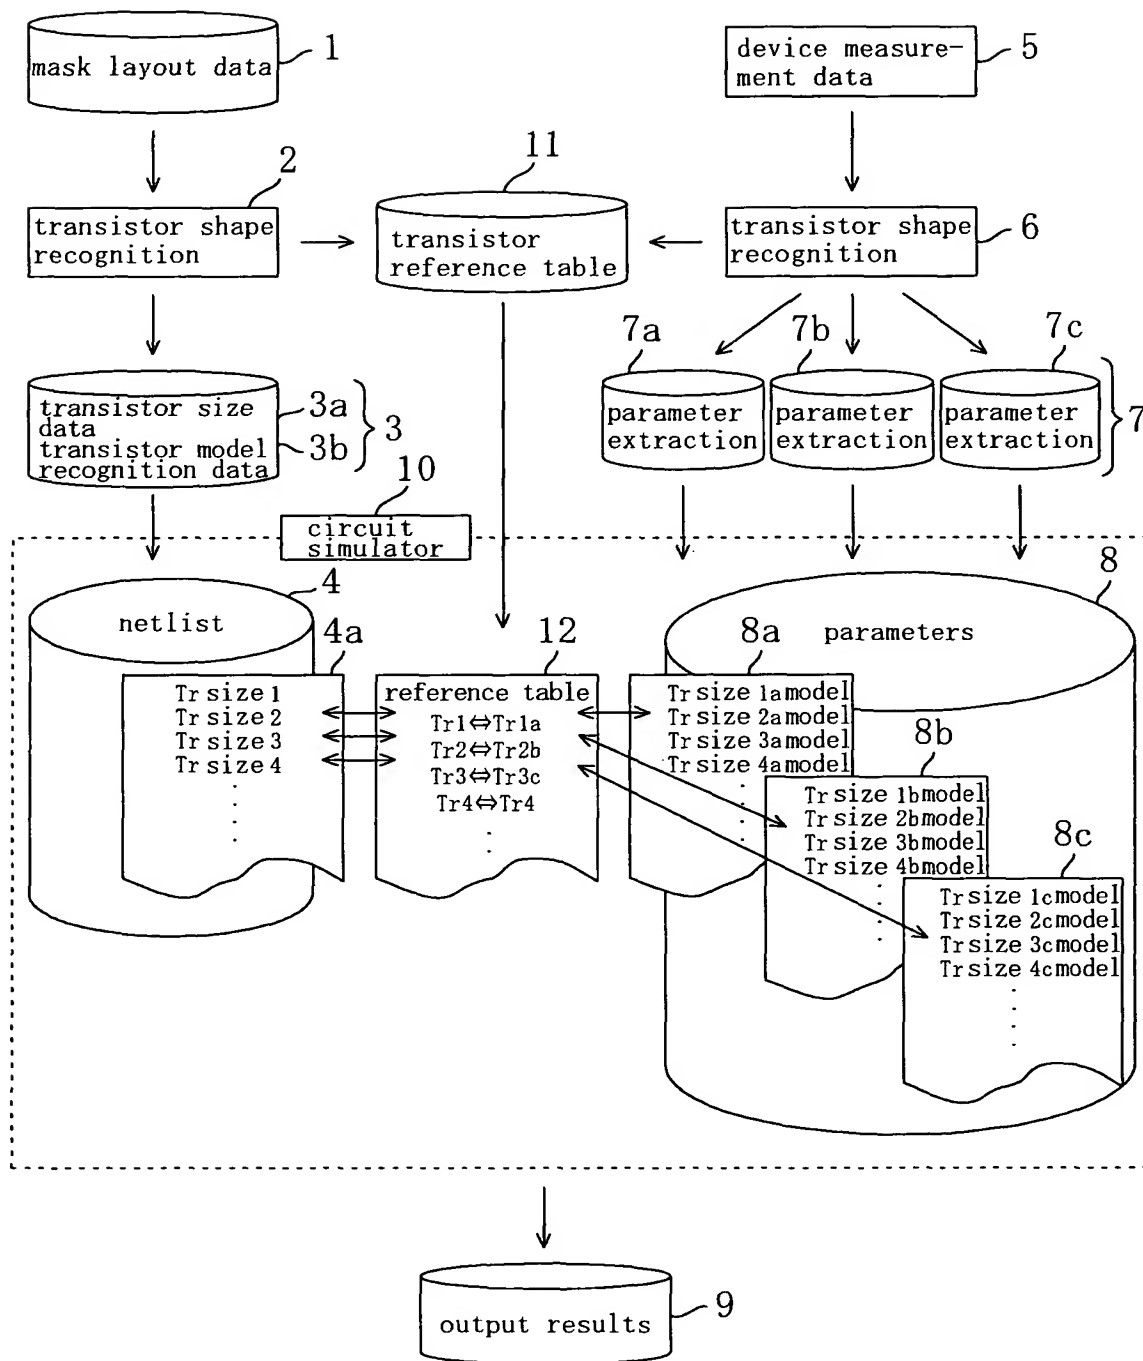 mask layout data
1
device measure-
ment data
5
2
11
transistor shape
recognition
transistor
reference table
transistor shape
recognition
6
7a
7b
7c
transistor size
data
transistor model
recognition data
3a
3b
3
parameter
extraction
parameter
extraction
parameter
extraction
7
10
circuit
simulator
4
8
netlist
parameters
4a
12
8a
Tr size 1
Tr size 2
Tr size 3
Tr size 4
reference table
Tr1⇔Tr1a
Tr2⇔Tr2b
Tr3⇔Tr3c
Tr4⇔Tr4
Tr size 1a model
Tr size 2a model
Tr size 3a model
Tr size 4a model
8b
Tr size 1b model
Tr size 2b model
Tr size 3b model
Tr size 4b model
8c
Tr size 1c model
Tr size 2c model
Tr size 3c model
Tr size 4c model
output results
9